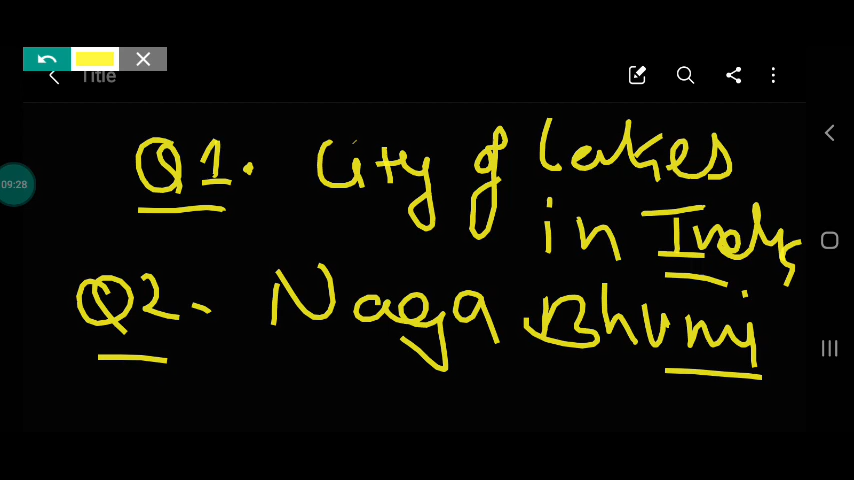 Title
09:28
Q1. City of lakes
in India
Q2. Naga Bhumi